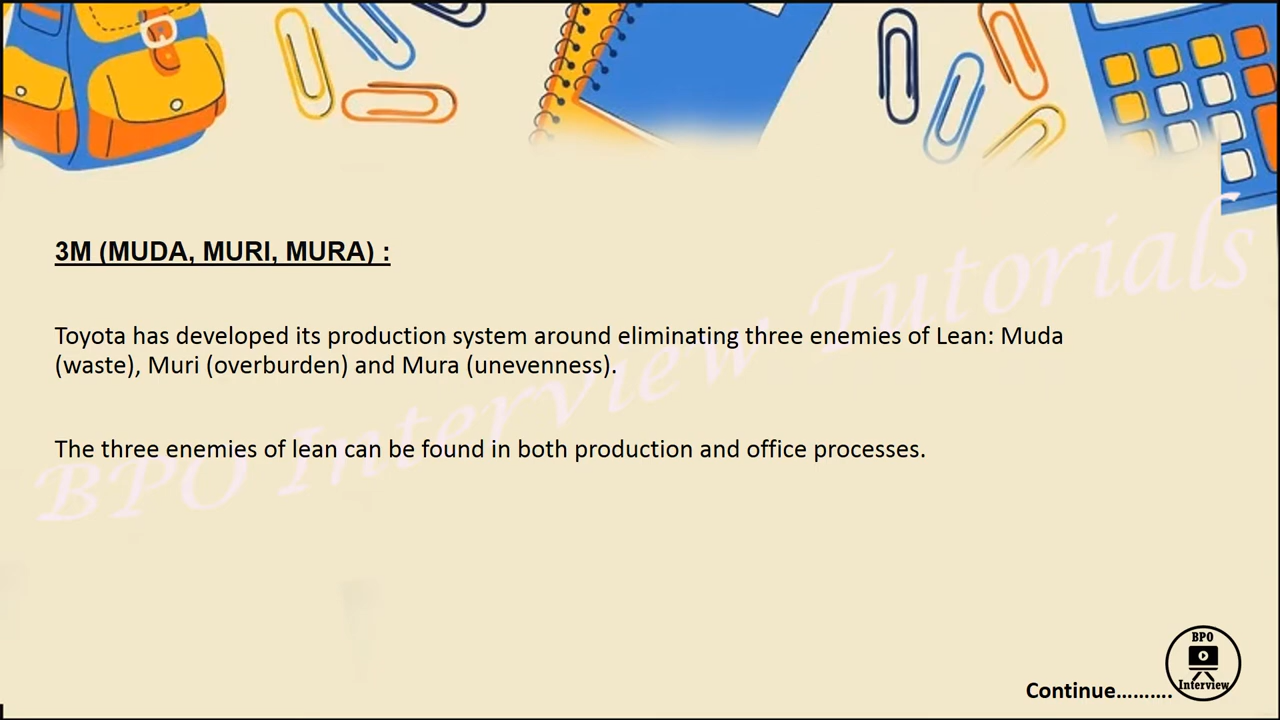 3M (MUDA, MURI, MURA) :
Toyota has developed its production system around eliminating three enemies of Lean: Muda
(waste), Muri (overburden) and Mura (unevenness).
The three enemies of lean can be found in both production and office processes.
BPO Interview Tutorials
Continue..........
BPO
Interview